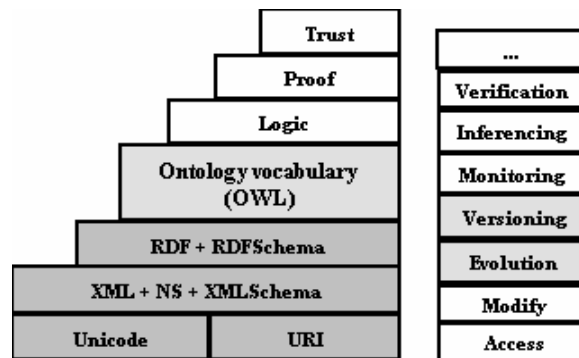 Trust
Proof
Logic
Ontology vocabulary
(OWL)
RDF + RDFSchema
XML + NS + XMLSchema
Unicode
URI
...
Verification
Inferencing
Monitoring
Versioning
Evolution
Modify
Access